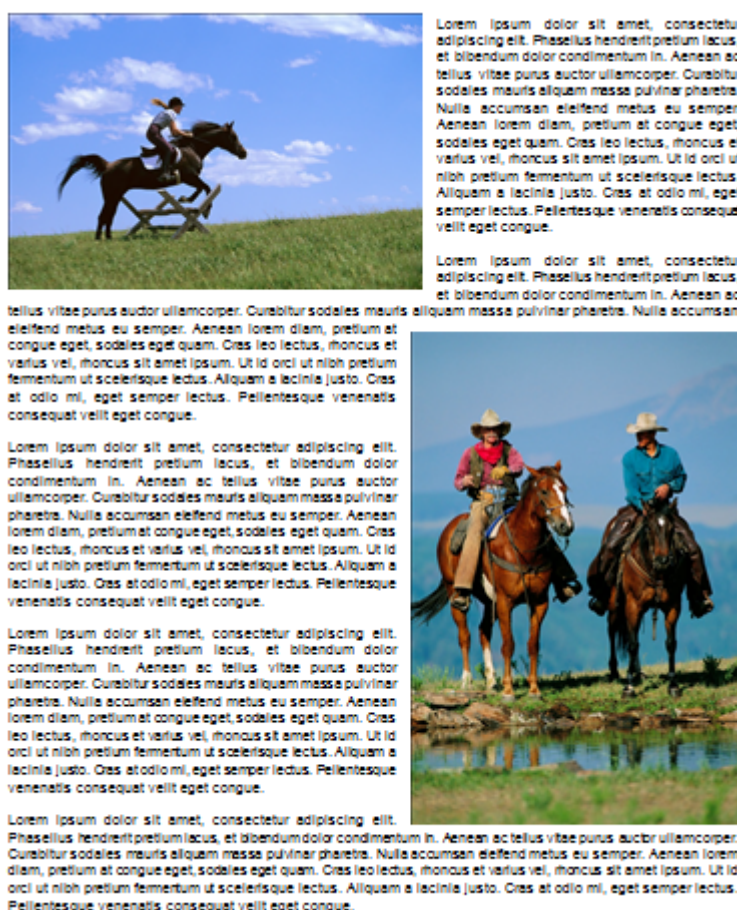 Lorem ipsum dolor sit amet, consectetu
adipiscing elit. Phasellus hendrerit pretium lacus
et bibendum dolor condimentum in. Aenean ac
tellus vitae purus auctor ullamcorper. Curabitu
sodales mauris aliquam massa pulvinar pharetra
Nulla accumsan eleifend metus eu semper
Aenean lorem diam, pretium at congue eget
sodales eget quam. Cras leo lectus, rhoncus e
varius vel, rhoncus sit amet ipsum. Ut id orci u
nibh pretium fermentum ut scelerisque lectus
Aliquam a lacinia justo. Cras at odio mi, ege
semper lectus. Pellentesque venenatis consequa
velit eget congue.
Lorem ipsum dolor sit amet, consectetu
adipiscing elit. Phasellus hendrerit pretium lacus
et bibendum dolor condimentum in. Aenean ac
tellus vitae purus auctor ullamcorper. Curabitur sodales mauris aliquam massa pulvinar pharetra. Nulla accumsan
eleifend metus eu semper. Aenean lorem diam, pretium at
congue eget, sodales eget quam. Cras leo lectus, rhoncus et
varius vel, rhoncus sit amet ipsum. Ut id orci ut nibh pretium
fermentum ut scelerisque lectus. Aliquam a lacinia justo. Cras
at odio mi, eget semper lectus. Pellentesque venenatis
consequat velit eget congue.
Lorem ipsum dolor sit amet, consectetur adipiscing elit.
Phasellus hendrerit pretium lacus, et bibendum dolor
condimentum in. Aenean ac tellus vitae purus auctor
ullamcorper. Curabitur sodales mauris aliquam massa pulvinar
pharetra. Nulla accumsan eleifend metus eu semper. Aenean
lorem diam, pretium at congue eget, sodales eget quam. Cras
leo lectus, rhoncus et varius vel, rhoncus sit amet ipsum. Ut id
orci ut nibh pretium fermentum ut scelerisque lectus. Aliquam a
lacinia justo. Cras at odio mi, eget semper lectus. Pellentesque
venenatis consequat velit eget congue.
Lorem ipsum dolor sit amet, consectetur adipiscing elit.
Phasellus hendrerit pretium lacus, et bibendum dolor
condimentum in. Aenean ac tellus vitae purus auctor
ullamcorper. Curabitur sodales mauris aliquam massa pulvinar
pharetra. Nulla accumsan eleifend metus eu semper. Aenean
lorem diam, pretium at congue eget, sodales eget quam. Cras
leo lectus, rhoncus et varius vel, rhoncus sit amet ipsum. Ut id
orci ut nibh pretium fermentum ut scelerisque lectus. Aliquam a
lacinia justo. Cras at odio mi, eget semper lectus. Pellentesque
venenatis consequat velit eget congue.
Lorem ipsum dolor sit amet, consectetur adipiscing elit.
Phasellus hendrerit pretium lacus, et bibendum dolor condimentum in. Aenean ac tellus vitae purus auctor ullamcorper.
Curabitur sodales mauris aliquam massa pulvinar pharetra. Nulla accumsan eleifend metus eu semper. Aenean lorem
diam, pretium at congue eget, sodales eget quam. Cras leo lectus, rhoncus et varius vel, rhoncus sit amet ipsum. Ut id
orci ut nibh pretium fermentum ut scelerisque lectus. Aliquam a lacinia justo. Cras at odio mi, eget semper lectus.
Pellentesque venenatis consequat velit eget congue.